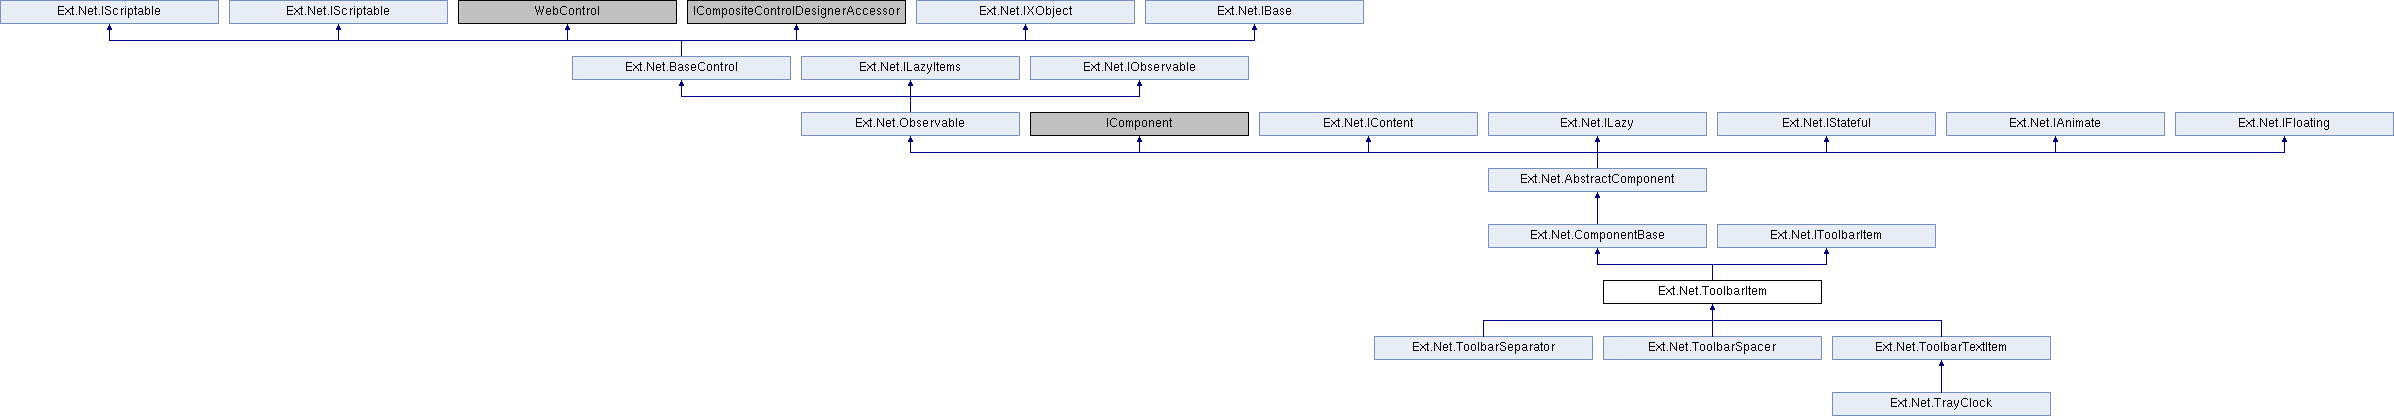 Ext.Net.IScriptable
Ext.Net.IScriptable
WebControl
ICompositeControlDesignerAccessor
Ext.Net.IXObject
Ext.Net.IBase
Ext.Net.BaseControl
Ext.Net.ILazyItems
Ext.Net.IObservable
Ext.Net.Observable
IComponent
Ext.Net.IContent
Ext.Net.ILazy
Ext.Net.IStateful
Ext.Net.IAnimate
Ext.Net.IFloating
Ext.Net.AbstractComponent
Ext.Net.ComponentBase
Ext.Net.IToolbarItem
Ext.Net.ToolbarItem
Ext.Net.ToolbarSeparator
Ext.Net.ToolbarSpacer
Ext.Net.ToolbarTextItem
Ext.Net.TrayClock